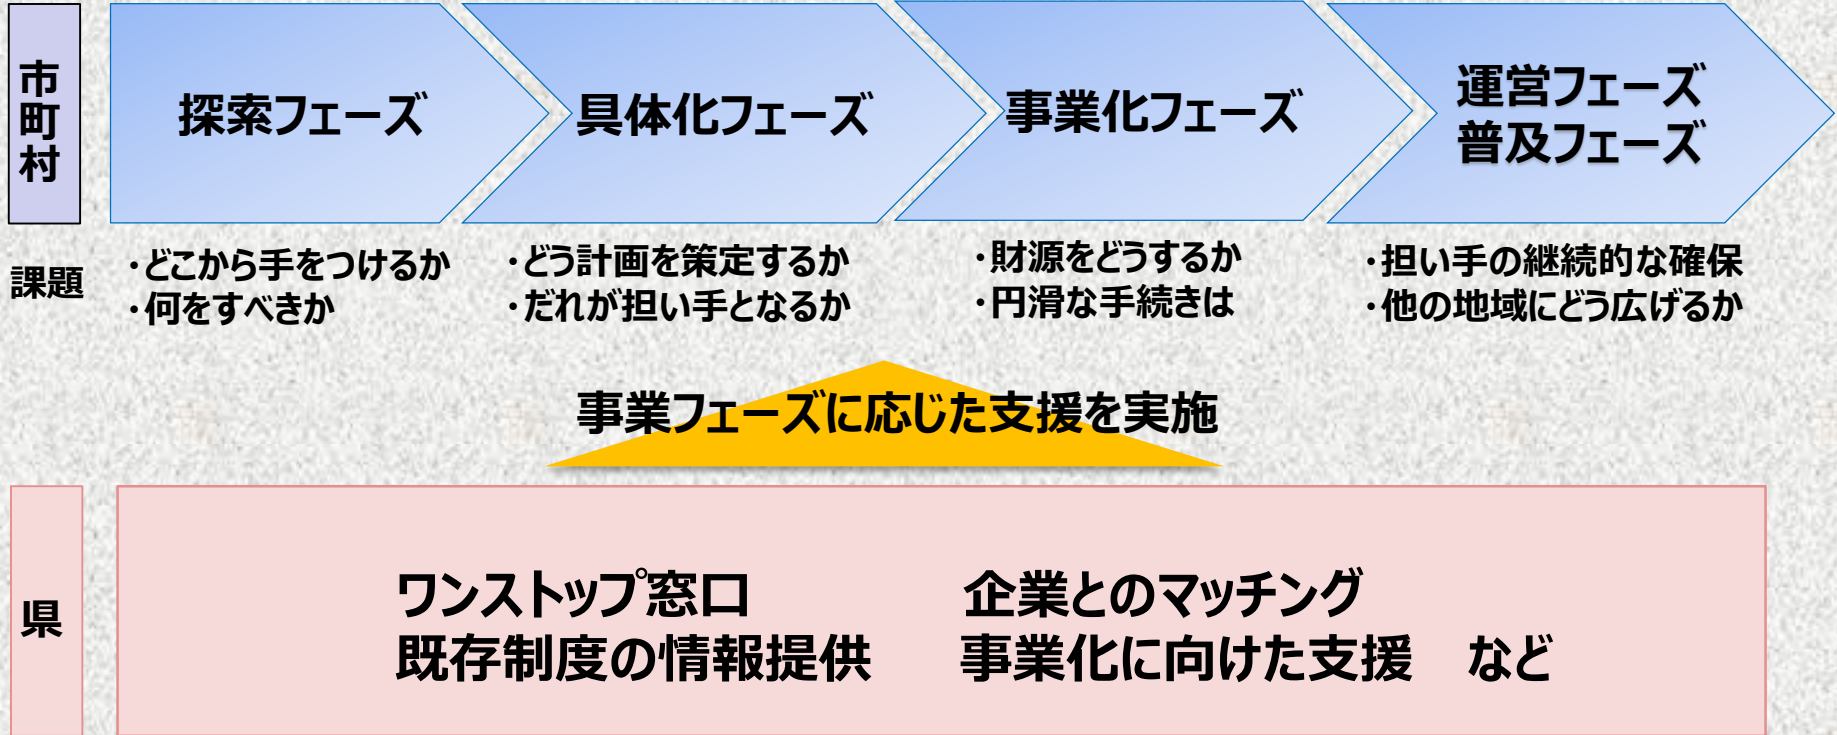 市町村
探索フェーズ
具体化フェーズ
事業化フェーズ
運営フェーズ
普及フェーズ
課題
・どこから手をつけるか
・何をすべきか
・どう計画を策定するか
・だれが担い手となるか
・財源をどうするか
・円滑な手続きは
・担い手の継続的な確保
・他の地域にどう広げるか
事業フェーズに応じた支援を実施
県
ワンストップ窓口 企業とのマッチング
既存制度の情報提供 事業化に向けた支援 など